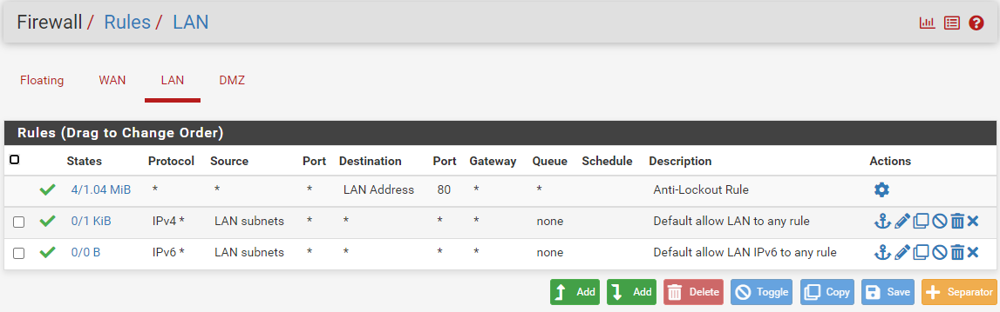 Firewall / Rules / LAN
Floating WAN LAN DMZ
Rules (Drag to Change Order)
States Protocol Source Port Destination Port Gateway Queue Schedule Description Actions
4/1.04 MiB * * * LAN Address 80 * * Anti-Lockout Rule
0/1 KiB IPv4 * LAN subnets * * * * none Default allow LAN to any rule
0/0 B IPv6 * LAN subnets * * * * none Default allow LAN IPv6 to any rule
Add Add Delete Toggle Copy Save Separator